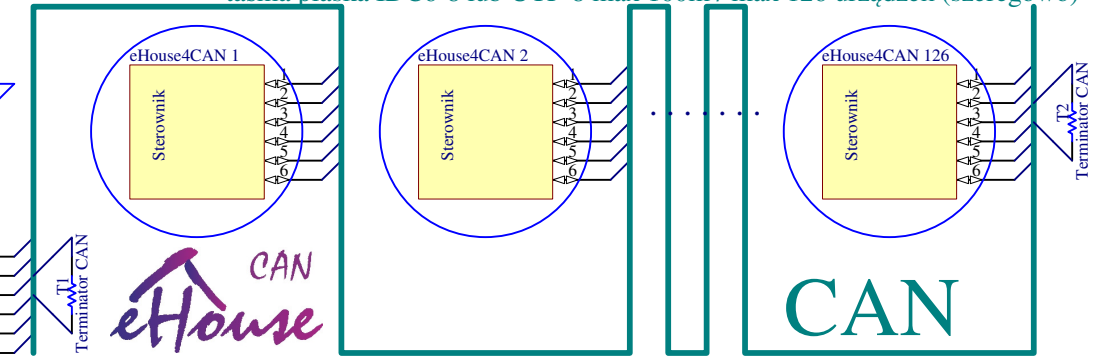 eHouse4CAN 1
Sterownik
1
2
3
4
5
6
eHouse4CAN 2
Sterownik
1
2
3
4
5
6
. . . . . . .
eHouse4CAN 126
Sterownik
1
2
3
4
5
6
T2
Terminator CAN
T1
Terminator CAN
CAN
eHouse
CAN